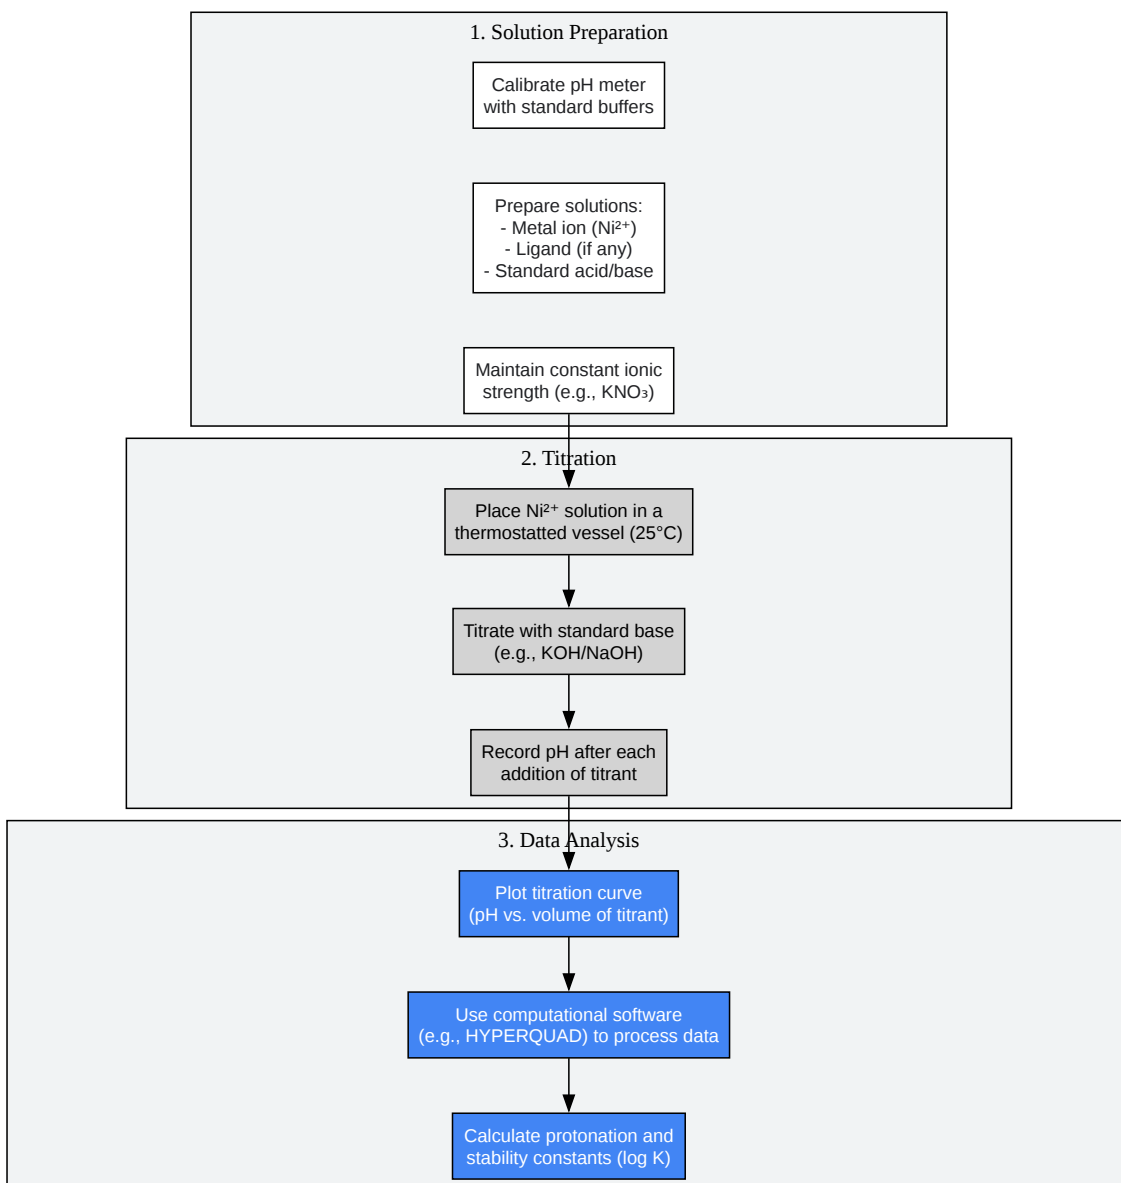 1. Solution Preparation
Calibrate pH meter
with standard buffers
Prepare solutions:
- Metal ion (Ni²⁺)
- Ligand (if any)
- Standard acid/base
Maintain constant ionic
strength (e.g., KNO₃)
2. Titration
Place Ni²⁺ solution in a
thermostatted vessel (25°C)
Titrate with standard base
(e.g., KOH/NaOH)
Record pH after each
addition of titrant
3. Data Analysis
Plot titration curve
(pH vs. volume of titrant)
Use computational software
(e.g., HYPERQUAD) to process data
Calculate protonation and
stability constants (log K)